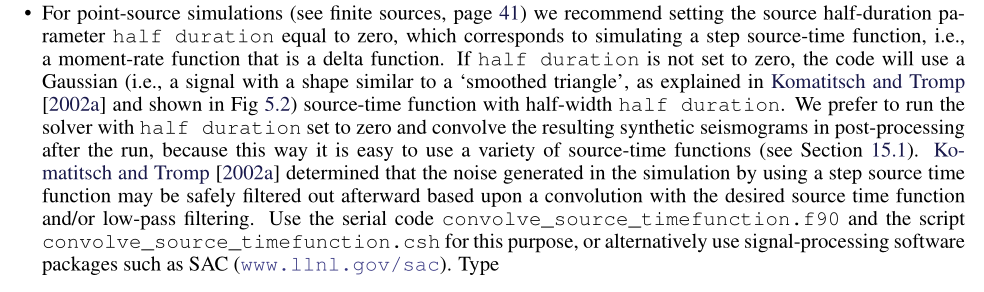 • For point-source simulations (see finite sources, page 41) we recommend setting the source half-duration pa-
rameter half duration equal to zero, which corresponds to simulating a step source-time function, i.e.,
a moment-rate function that is a delta function. If half duration is not set to zero, the code will use a
Gaussian (i.e., a signal with a shape similar to a ‘smoothed triangle’, as explained in Komatitsch and Tromp
[2002a] and shown in Fig 5.2) source-time function with half-width half duration. We prefer to run the
solver with half duration set to zero and convolve the resulting synthetic seismograms in post-processing
after the run, because this way it is easy to use a variety of source-time functions (see Section 15.1). Ko-
matitsch and Tromp [2002a] determined that the noise generated in the simulation by using a step source time
function may be safely filtered out afterward based upon a convolution with the desired source time function
and/or low-pass filtering. Use the serial code convolve_source_timefunction.f90 and the script
convolve_source_timefunction.csh for this purpose, or alternatively use signal-processing software
packages such as SAC (www.llnl.gov/sac). Type